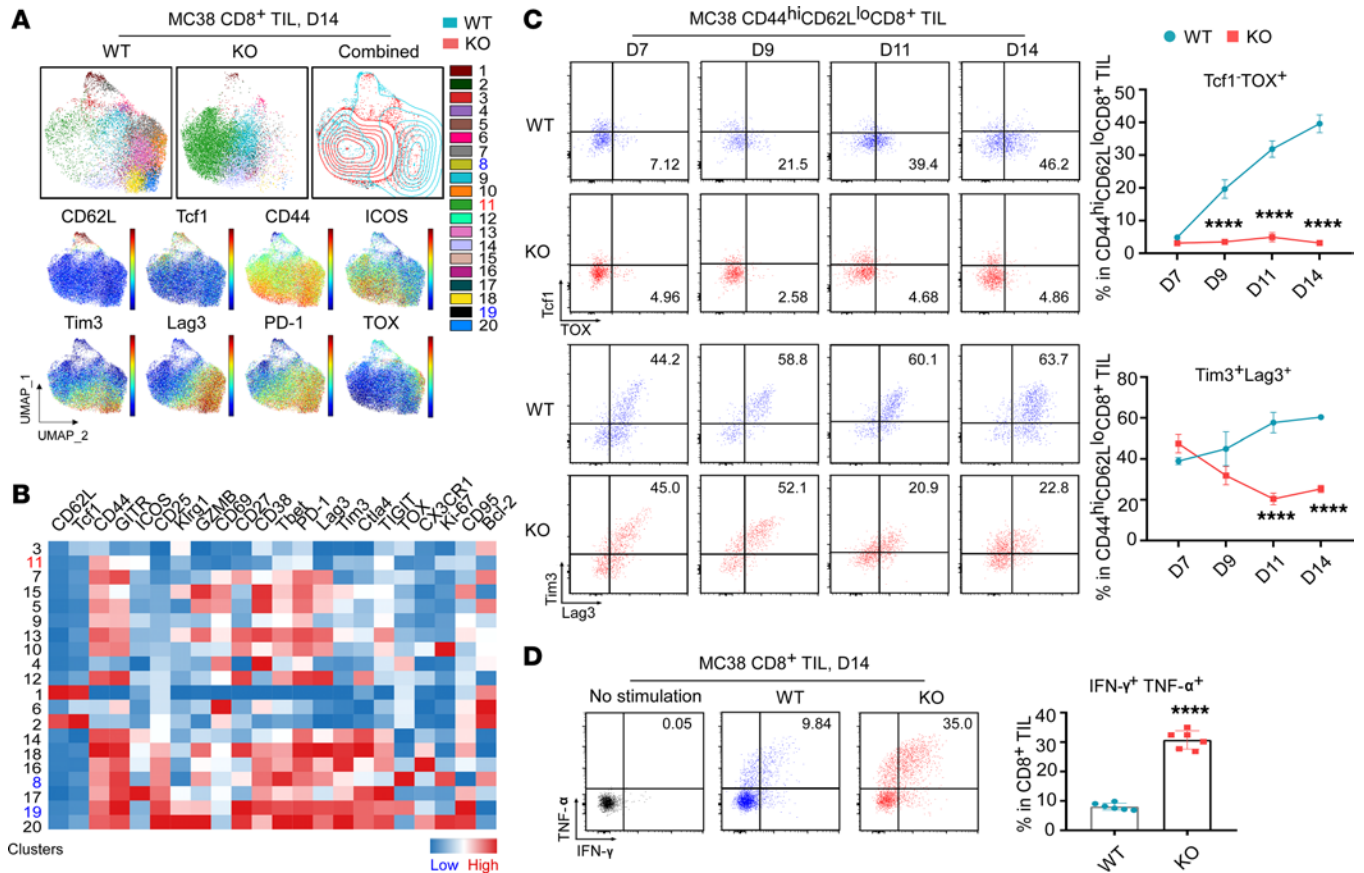 A
MC38 CD8+ TIL, D14
WT
KO
WT
KO
Combined
1
2
3
4
5
6
7
8
9
10
11
12
13
14
15
16
17
18
19
20
CD62L
Tcf1
CD44
ICOS
Tim3
Lag3
PD-1
TOX
UMAP_1
UMAP_2
B
CD62L
Tcf1
CD44
GITR
ICOS
CD25
Klrg1
GZMB
CD69
CD27
CD38
Tbet
PD-1
Lag3
Tim3
Ctla4
TIGIT
TOX
CX3CR1
Ki-67
CD95
Bcl-2
3
11
7
15
5
9
13
10
4
12
1
6
2
14
18
16
8
17
19
20
Clusters
Low
High
C
MC38 CD44hiCD62LloCD8+ TIL
D7
D9
D11
D14
WT
7.12
21.5
39.4
46.2
KO
4.96
2.58
4.68
4.86
Tcf1
TOX
WT
44.2
58.8
60.1
63.7
KO
45.0
52.1
20.9
22.8
Tim3
Lag3
WT
KO
% in CD44hiCD62LloCD8+ TIL
Tcf1-TOX+
50
40
30
20
10
0
****
****
****
D7
D9
D11
D14
% in CD44hiCD62LloCD8+ TIL
Tim3+Lag3+
80
60
40
20
0
****
****
D7
D9
D11
D14
D
MC38 CD8+ TIL, D14
No stimulation
WT
KO
0.05
9.84
35.0
TNF-α
IFN-γ
IFN-γ+ TNF-α+
****
% in CD8+ TIL
40
30
20
10
0
WT
KO